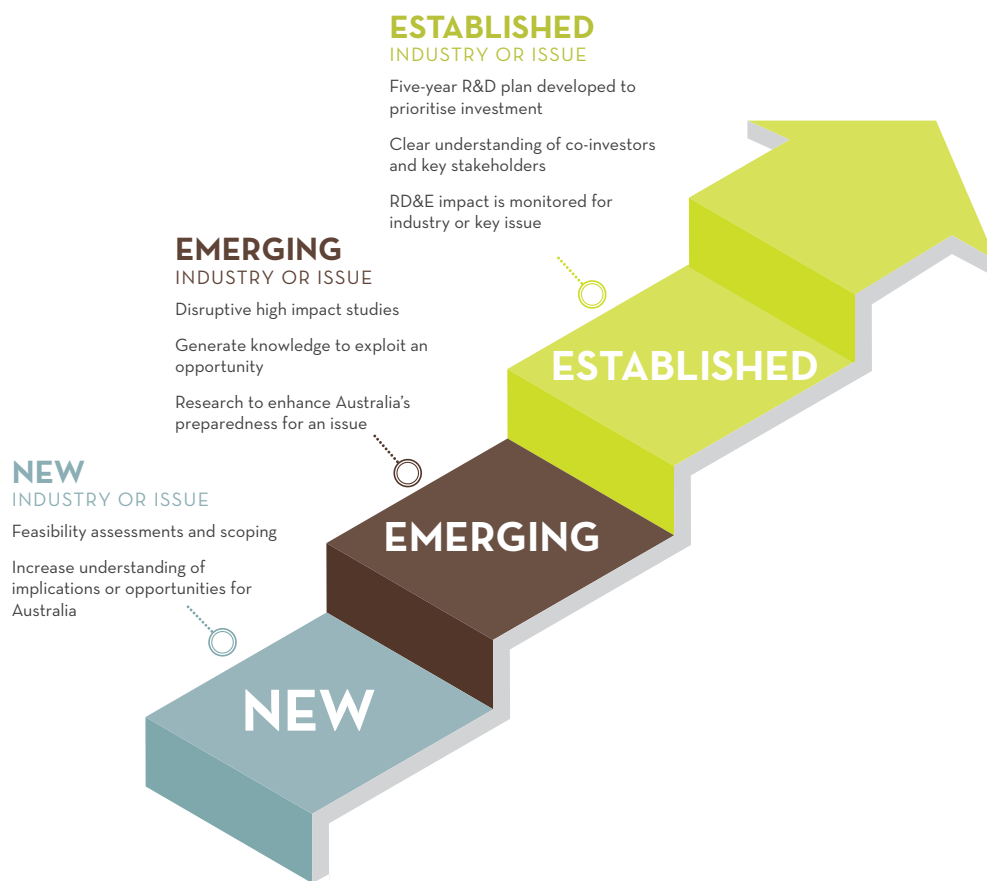 ESTABLISHED
INDUSTRY OR ISSUE
Five-year R&D plan developed to
prioritise investment
Clear understanding of co-investors
and key stakeholders
RD&E impact is monitored for
industry or key issue
EMERGING
INDUSTRY OR ISSUE
Disruptive high impact studies
Generate knowledge to exploit an
opportunity
Research to enhance Australia's
preparedness for an issue
NEW
INDUSTRY OR ISSUE
Feasibility assessments and scoping
Increase understanding of
implications or opportunities for
Australia
ESTABLISHED
EMERGING
NEW